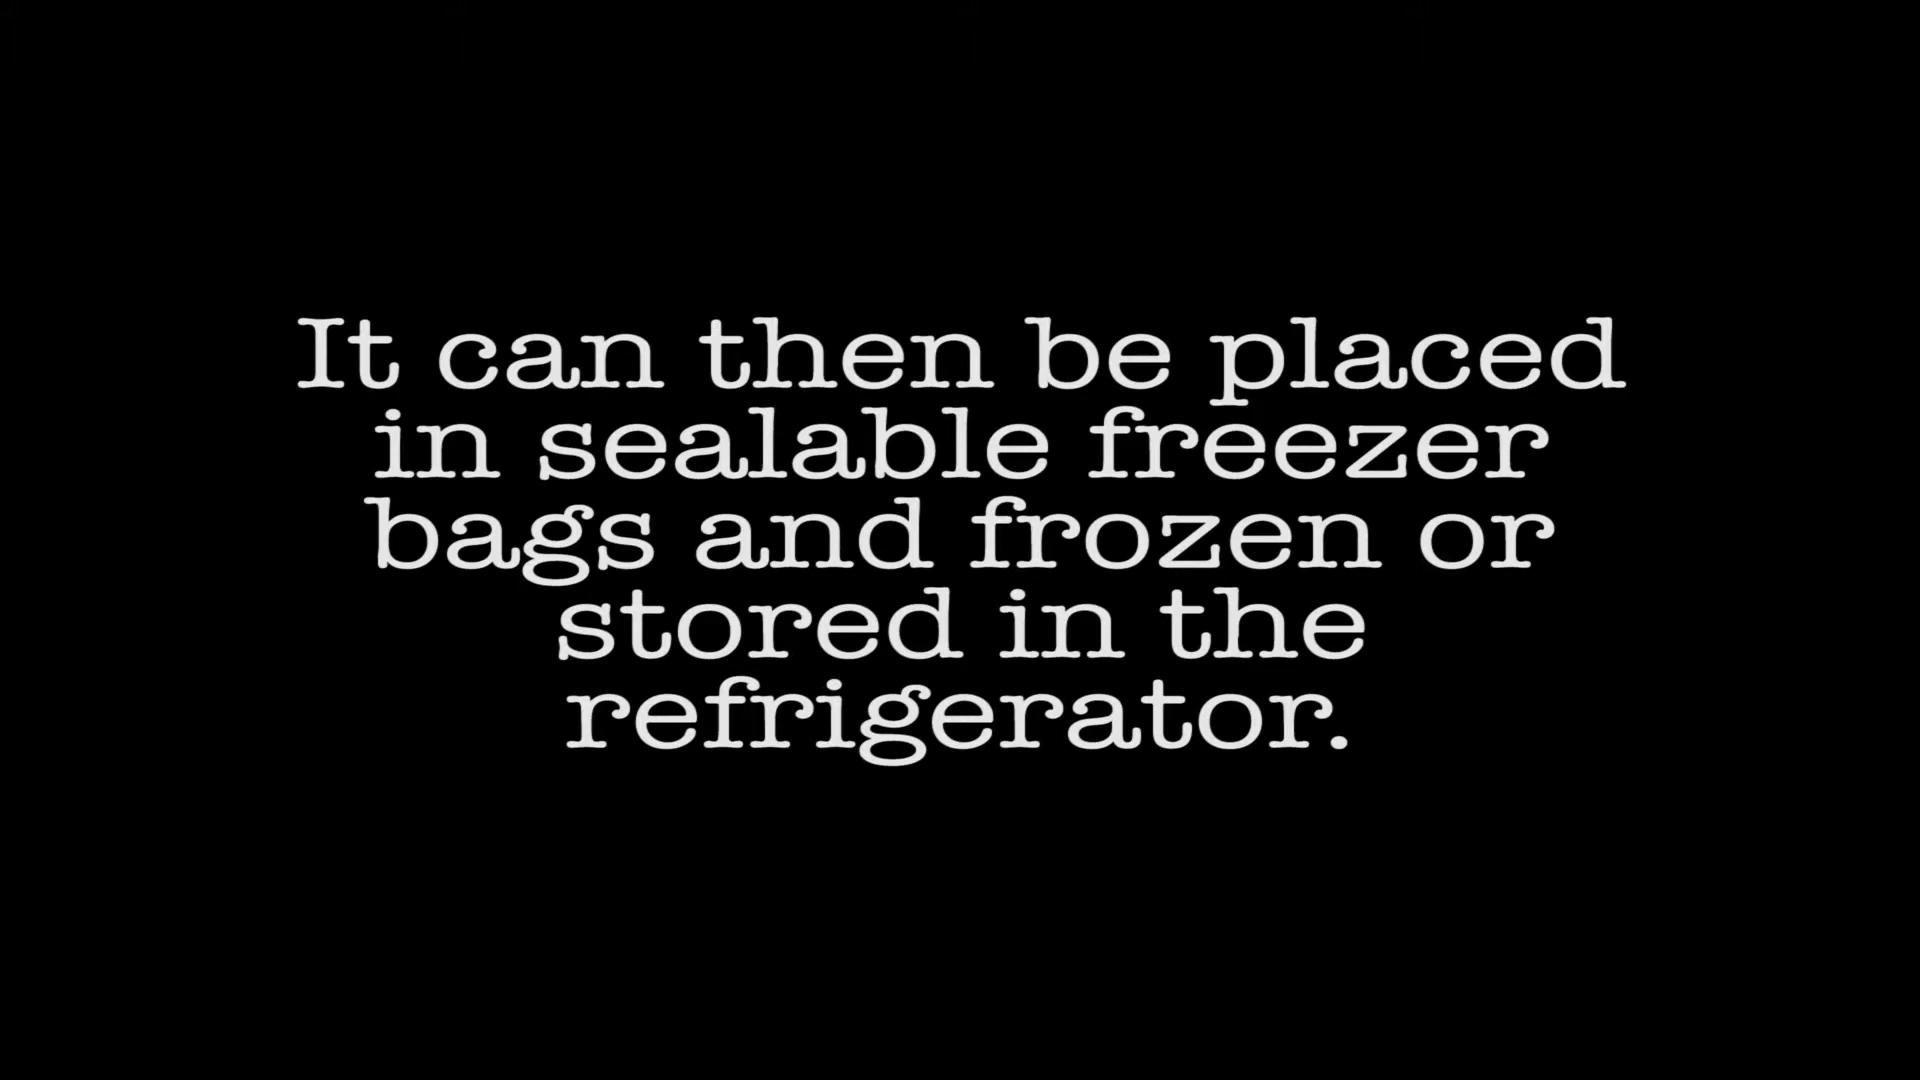 It can then be placed
in sealable freezer
bags and frozen or
stored in the
refrigerator.